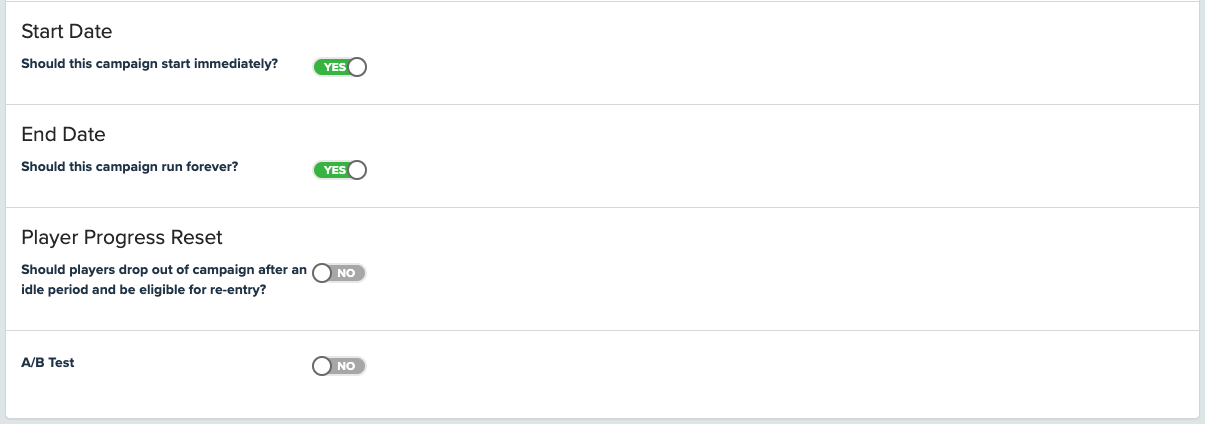 Start Date
Should this campaign start immediately?
YES
End Date
Should this campaign run forever?
YES
Player Progress Reset
Should players drop out of campaign after an
NO
idle period and be eligible for re-entry?
A/B Test
NO